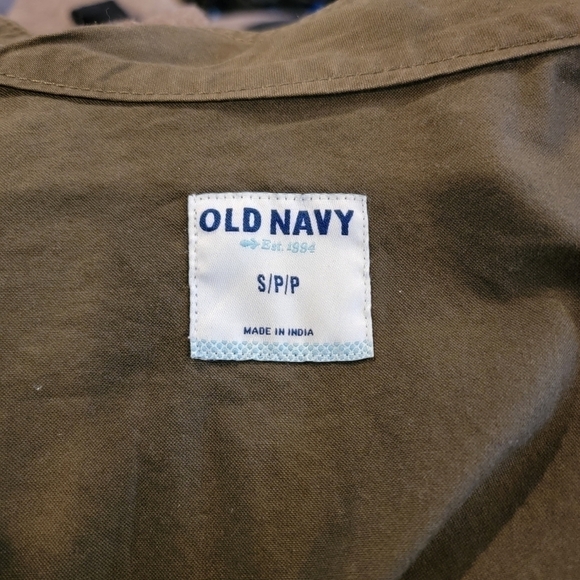 OLD NAVY
Est. 1994
S/P/P
MADE IN INDIA